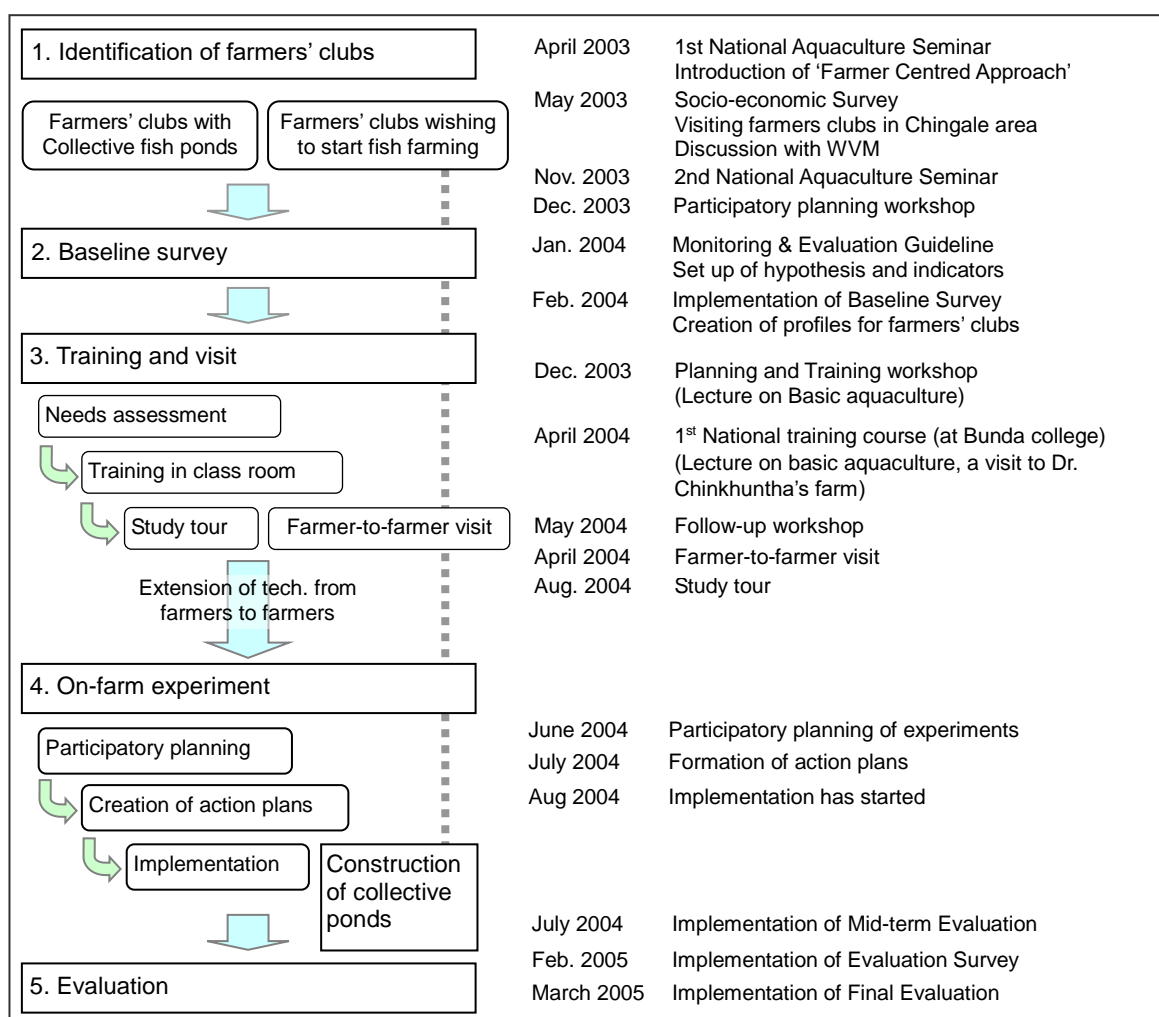 1. Identification of farmers' clubs
Farmers' clubs with
Collective fish ponds
Farmers' clubs wishing
to start fish farming
April 2003 1st National Aquaculture Seminar
Introduction of 'Farmer Centred Approach'
May 2003 Socio-economic Survey
Visiting farmers clubs in Chingale area
Discussion with WVM
Nov. 2003 2nd National Aquaculture Seminar
Dec. 2003 Participatory planning workshop
2. Baseline survey
Jan. 2004 Monitoring & Evaluation Guideline
Set up of hypothesis and indicators
Feb. 2004 Implementation of Baseline Survey
Creation of profiles for farmers' clubs
3. Training and visit
Needs assessment
Training in class room
Study tour
Farmer-to-farmer visit
Extension of tech. from
farmers to farmers
Dec. 2003 Planning and Training workshop
(Lecture on Basic aquaculture)
April 2004 1st National training course (at Bunda college)
(Lecture on basic aquaculture, a visit to Dr.
Chinkhuntha's farm)
May 2004 Follow-up workshop
April 2004 Farmer-to-farmer visit
Aug. 2004 Study tour
4. On-farm experiment
Participatory planning
Creation of action plans
Implementation
Construction
of collective
ponds
June 2004 Participatory planning of experiments
July 2004 Formation of action plans
Aug 2004 Implementation has started
5. Evaluation
July 2004 Implementation of Mid-term Evaluation
Feb. 2005 Implementation of Evaluation Survey
March 2005 Implementation of Final Evaluation